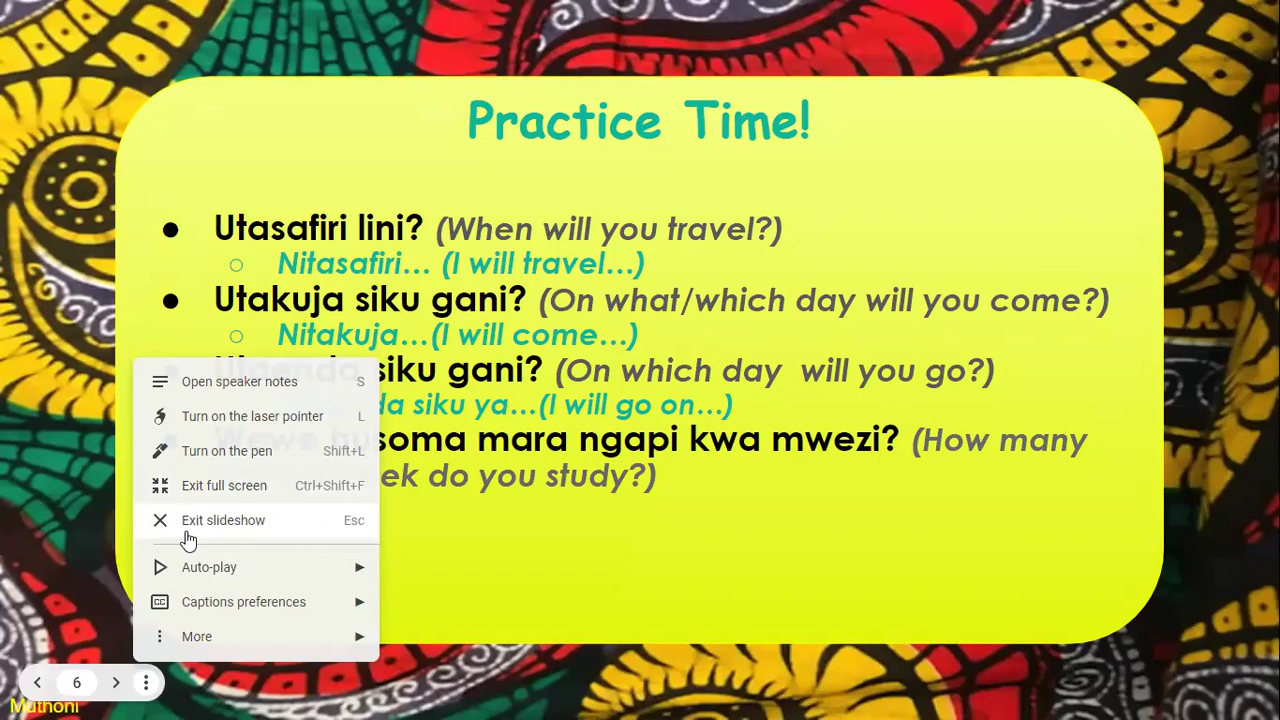 Practice Time!
Utasafiri lini? (When will you travel?)
Nitasafiri… (I will travel…)
Utakuja siku gani? (On what/which day will you come?)
Nitakuja…(I will come…)
siku gani? (On which day will you go?)
siku ya…(I will go on…)
mara ngapi kwa mwezi? (How many
do you study?)
Open speaker notes S
Turn on the laser pointer L
Turn on the pen Shift+L
Exit full screen Ctrl+Shift+F
Exit slideshow Esc
Auto-play
CC Captions preferences
More
6
Muthoni